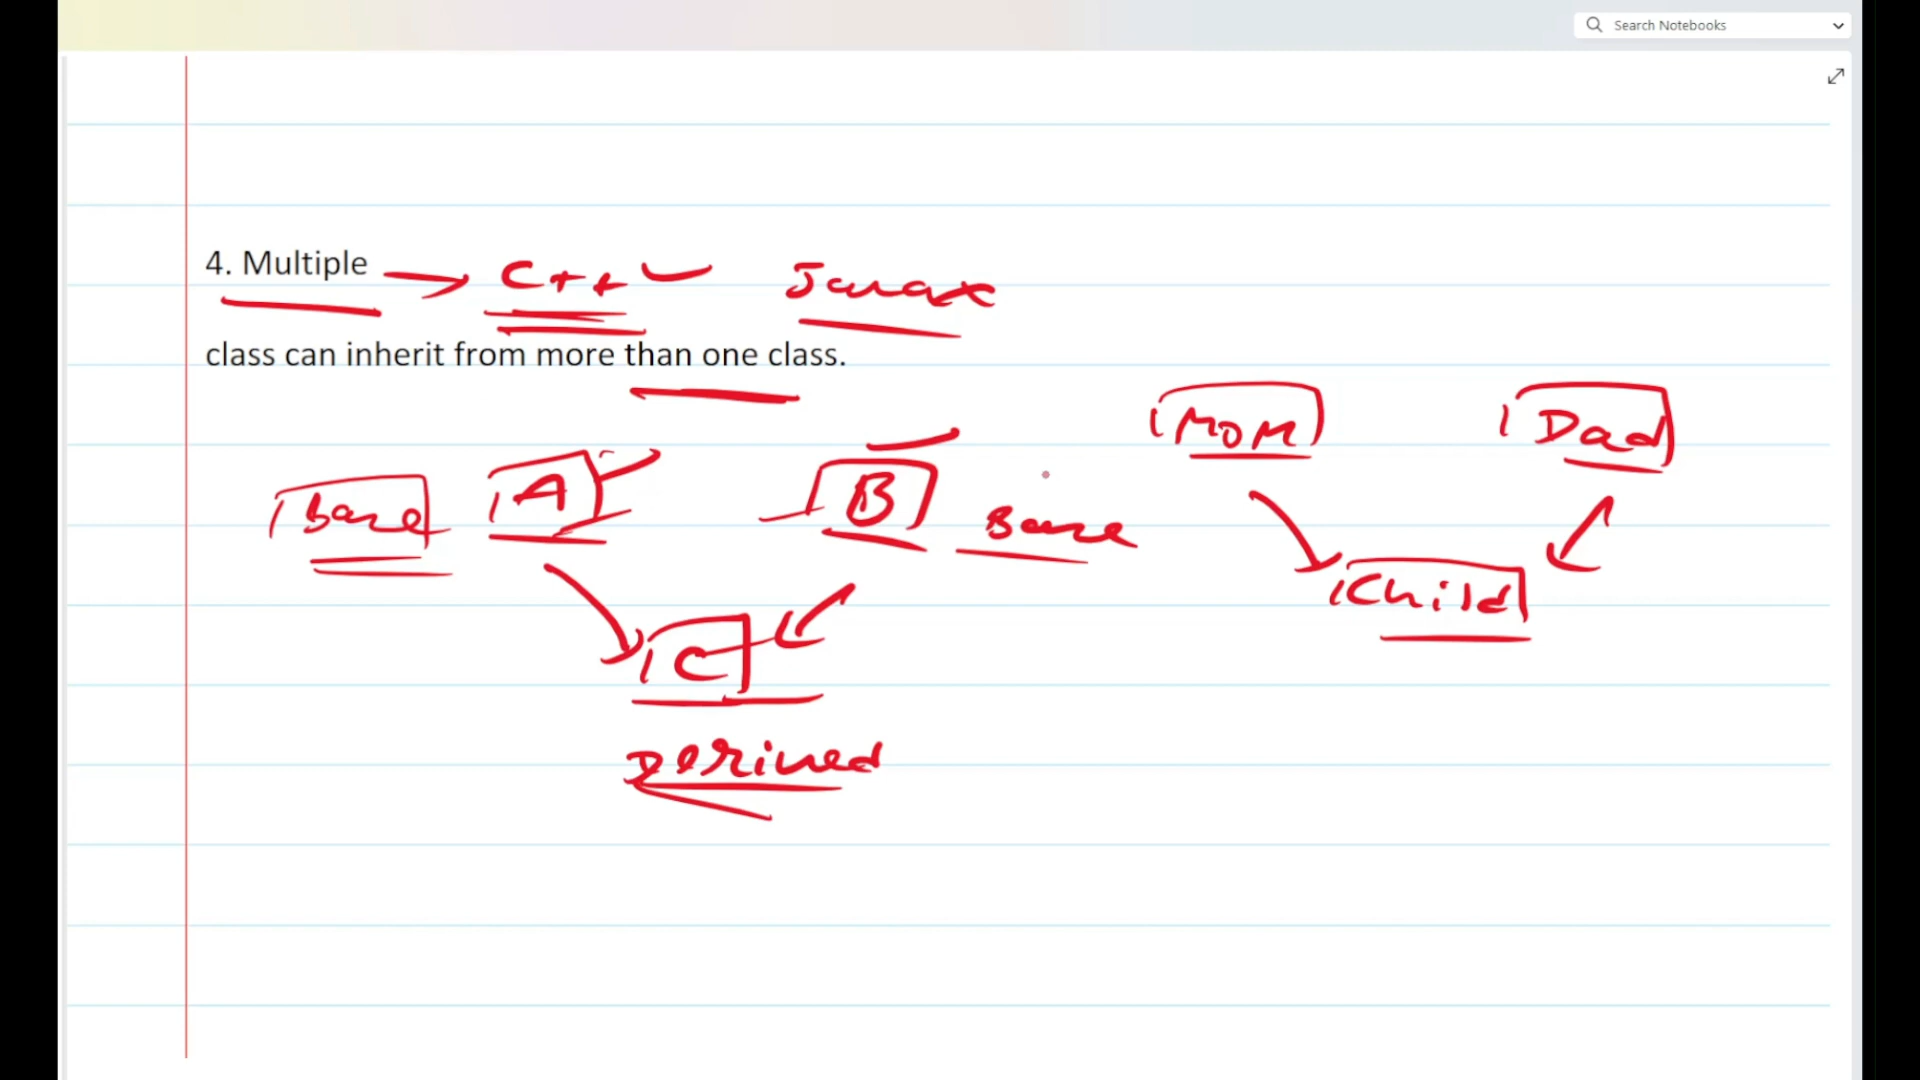 Search Notebooks
4. Multiple → C++ ✓ Java x
class can inherit from more than one class.
Mom Dad
Base A B Base
Child
C
Derived